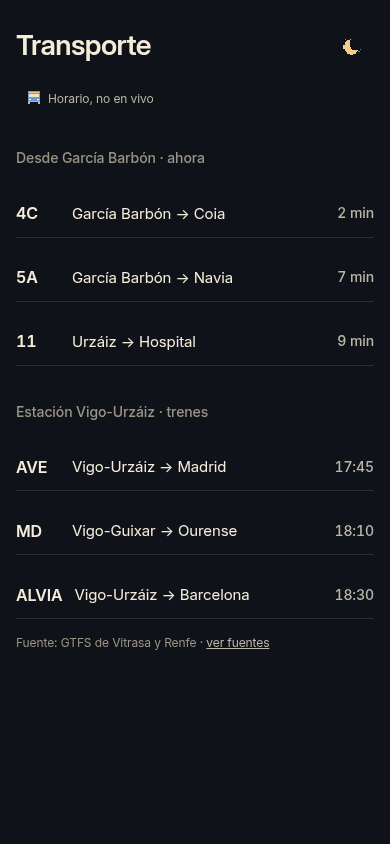 Transporte
Horario, no en vivo
Desde García Barbón · ahora
4C García Barbón → Coia 2 min
5A García Barbón → Navia 7 min
11 Urzáiz → Hospital 9 min
Estación Vigo-Urzáiz · trenes
AVE Vigo-Urzáiz → Madrid 17:45
MD Vigo-Guixar → Ourense 18:10
ALVIA Vigo-Urzáiz → Barcelona 18:30
Fuente: GTFS de Vitrasa y Renfe · ver fuentes